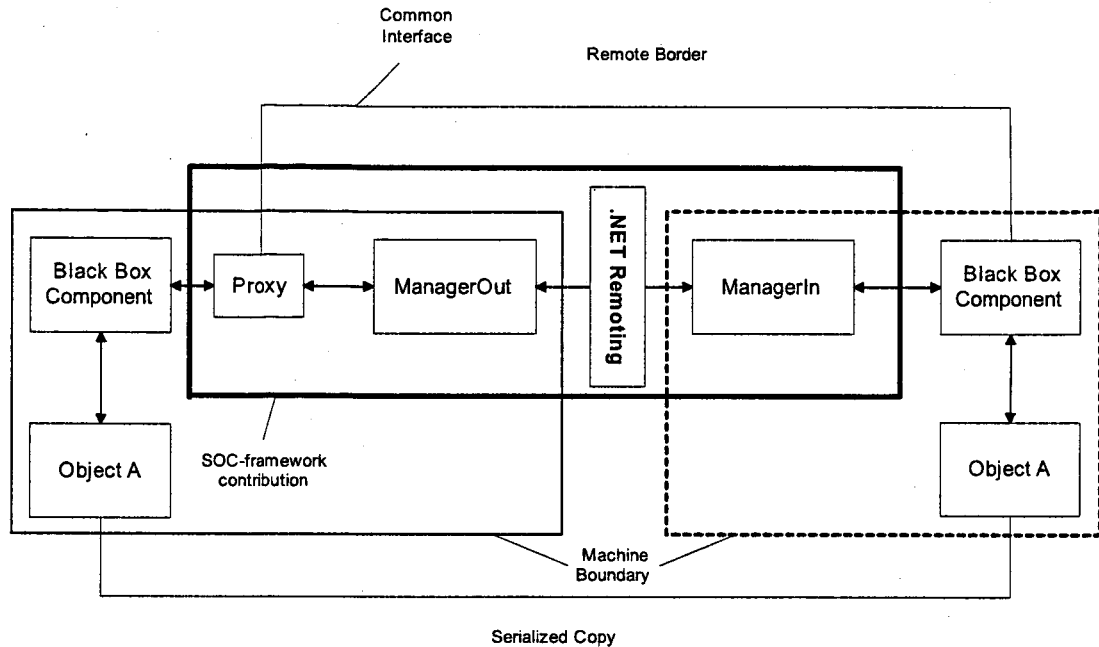 Common
Interface
Remote Border
Black Box
Component
Proxy
ManagerOut
.NET Remoting
ManagerIn
Black Box
Component
Object A
SOC-framework
contribution
Object A
Machine
Boundary
Serialized Copy